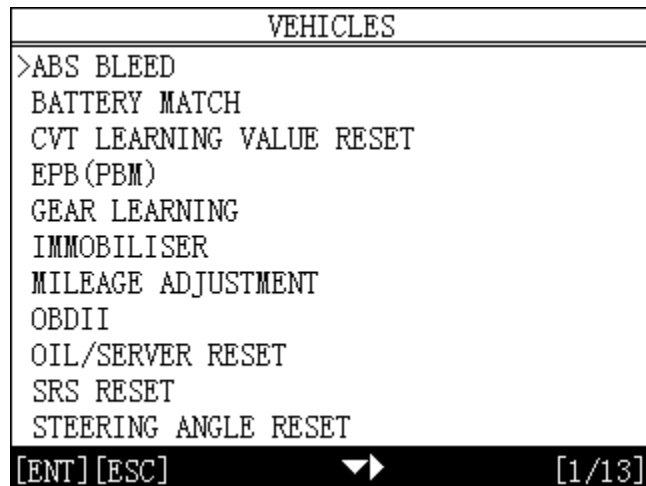 VEHICLES
>ABS BLEED
BATTERY MATCH
CVT LEARNING VALUE RESET
EPB(PBM)
GEAR LEARNING
IMMOBILISER
MILEAGE ADJUSTMENT
OBDII
OIL/SERVER RESET
SRS RESET
STEERING ANGLE RESET
[ENT][ESC] [1/13]